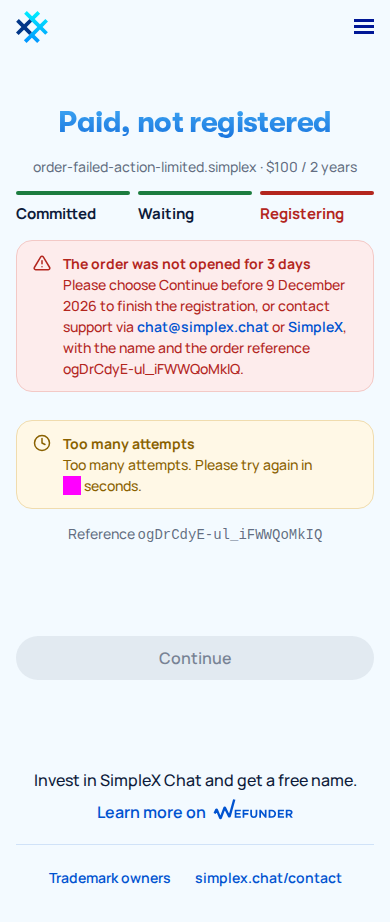 Paid, not registered
order-failed-action-limited.simplex · $100 / 2 years
Committed
Waiting
Registering
The order was not opened for 3 days
Please choose Continue before 9 December
2026 to finish the registration, or contact
support via chat@simplex.chat or SimpleX,
with the name and the order reference
ogDrCdyE-ul_iFWWQoMkIQ.
Too many attempts
Too many attempts. Please try again in
seconds.
Reference ogDrCdyE-ul_iFWWQoMkIQ
Continue
Invest in SimpleX Chat and get a free name.
Learn more on WEFUNDER
Trademark owners
simplex.chat/contact